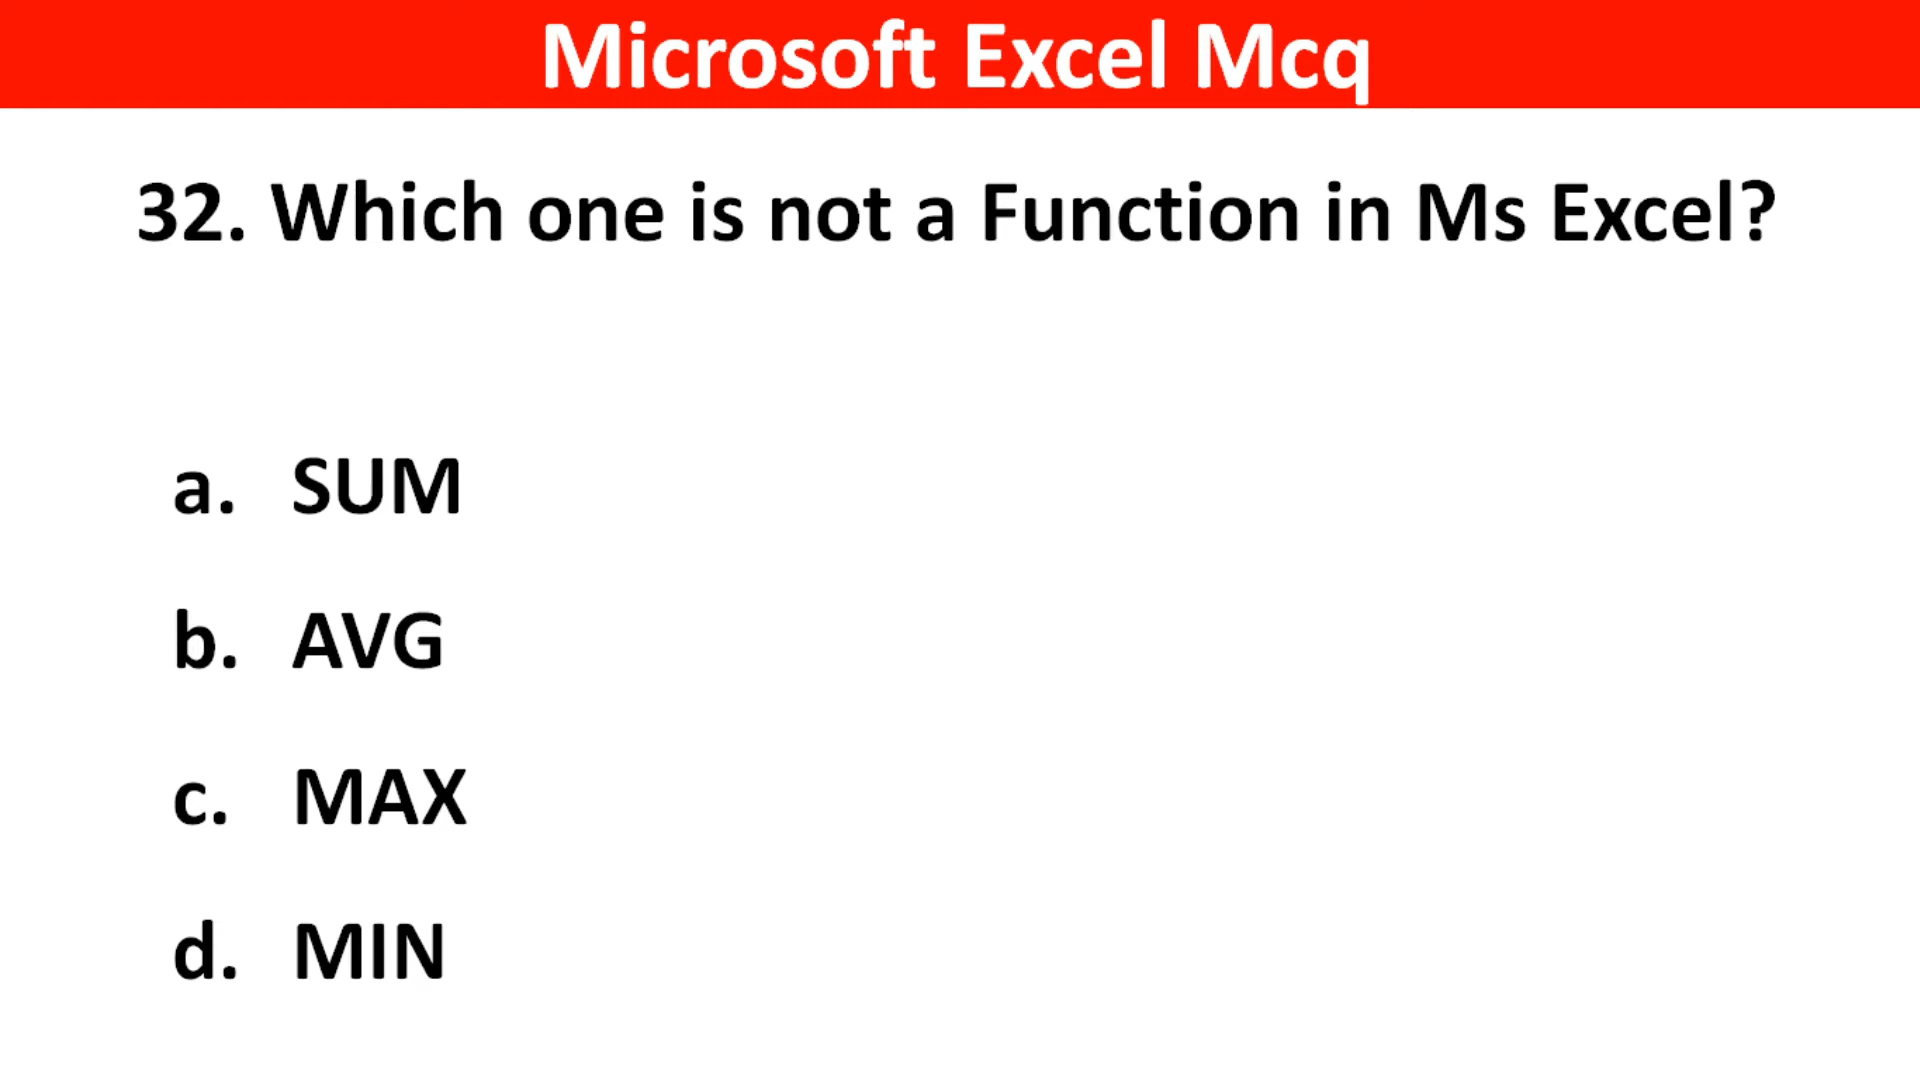 Microsoft Excel Mcq
32. Which one is not a Function in Ms Excel?
a. SUM
b. AVG
c. MAX
d. MIN